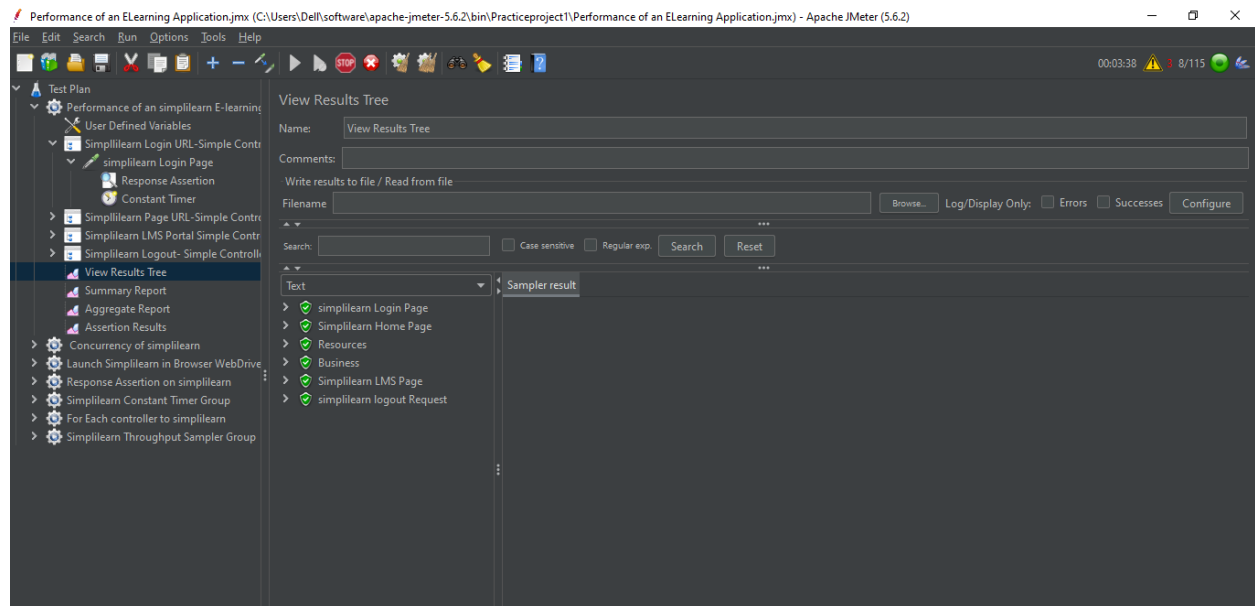 Performance of an ELearning Application.jmx (C:\Users\Dell\software\apache-jmeter-5.6.2\bin\Practiceproject1\Performance of an ELearning Application.jmx) - Apache JMeter (5.6.2)
File Edit Search Run Options Tools Help
STOP
?
00:03:38 3 8/115
Test Plan
Performance of an simplilearn E-learning
User Defined Variables
Simpllilearn Login URL-Simple Contr
simplilearn Login Page
Response Assertion
Constant Timer
Simpllilearn Page URL-Simple Contro
Simplilearn LMS Portal Simple Contr
Simplilearn Logout- Simple Controll
View Results Tree
Summary Report
Aggregate Report
Assertion Results
Concurrency of simplilearn
Launch Simplilearn in Browser WebDrive
Response Assertion on simplilearn
Simplilearn Constant Timer Group
For Each controller to simplilearn
Simplilearn Throughput Sampler Group
View Results Tree
Name: View Results Tree
Comments:
Write results to file / Read from file
Filename Browse... Log/Display Only: Errors Successes Configure
Search: Case sensitive Regular exp. Search Reset
Text
Sampler result
simplilearn Login Page
Simplilearn Home Page
Resources
Business
Simplilearn LMS Page
simplilearn logout Request